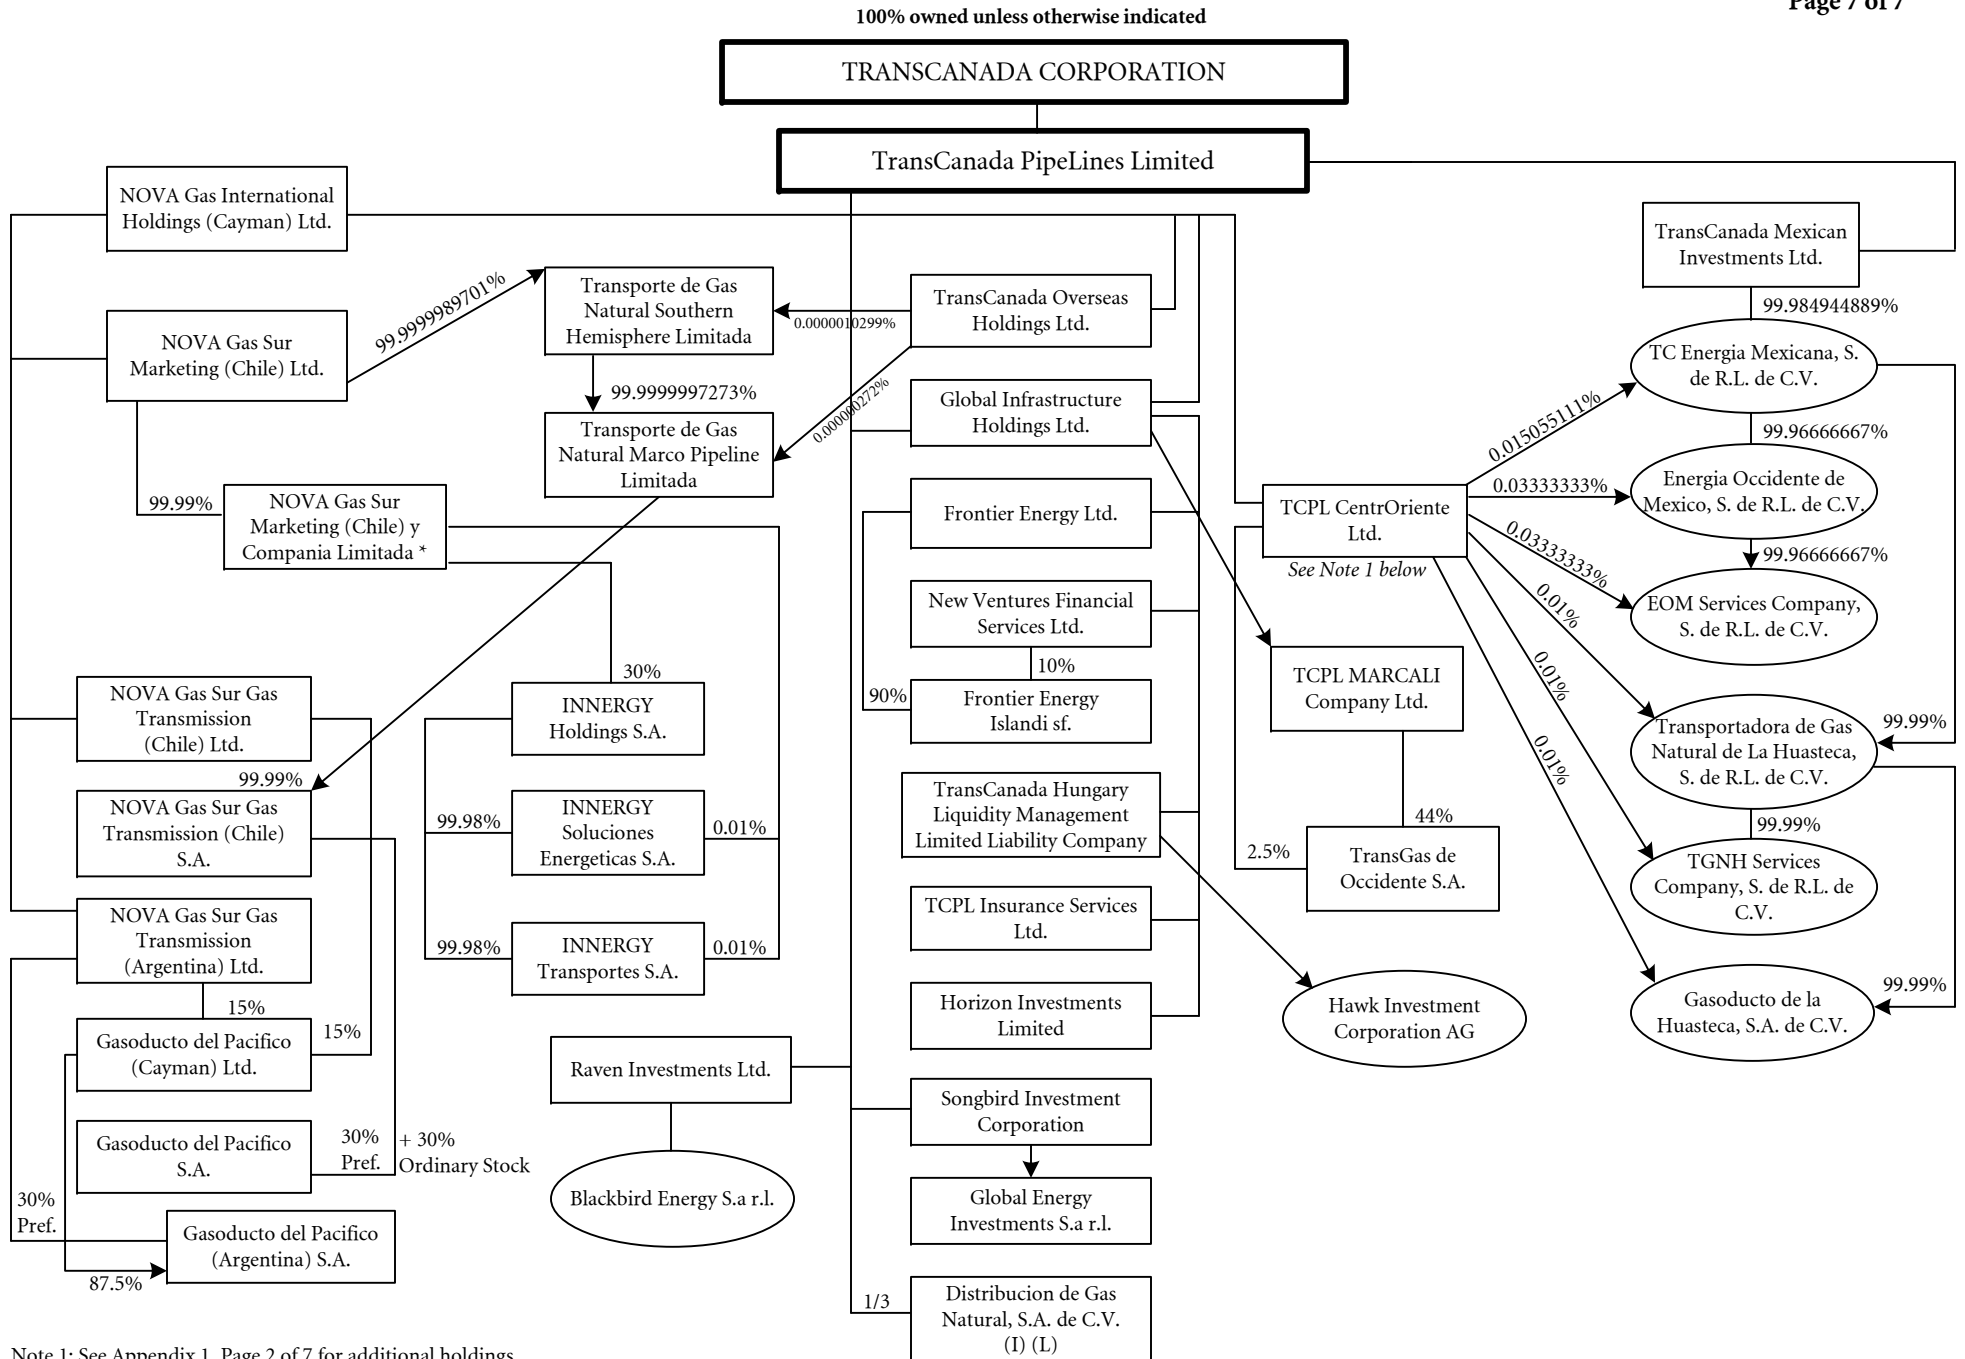 Page 7 of 7
100% owned unless otherwise indicated
TRANSCANADA CORPORATION
TransCanada PipeLines Limited
NOVA Gas International
Holdings (Cayman) Ltd.
TransCanada Mexican
Investments Ltd.
99.984944889%
NOVA Gas Sur
Marketing (Chile) Ltd.
99.9999989701%
Transporte de Gas
Natural Southern
Hemisphere Limitada
0.0000010299%
TransCanada Overseas
Holdings Ltd.
99.9999997273%
0.000000272%
Transporte de Gas
Natural Marco Pipeline
Limitada
Global Infrastructure
Holdings Ltd.
TC Energia Mexicana, S.
de R.L. de C.V.
0.015055111%
99.96666667%
99.99%
NOVA Gas Sur
Marketing (Chile) y
Compania Limitada *
Frontier Energy Ltd.
TCPL CentrOriente
Ltd.
See Note 1 below
0.03333333%
Energia Occidente de
Mexico, S. de R.L. de C.V.
0.03333333%
99.96666667%
New Ventures Financial
Services Ltd.
10%
90%
Frontier Energy
Islandi sf.
0.01%
EOM Services Company,
S. de R.L. de C.V.
TCPL MARCALI
Company Ltd.
0.01%
0.01%
Transportadora de Gas
Natural de La Huasteca,
S. de R.L. de C.V.
99.99%
NOVA Gas Sur Gas
Transmission
(Chile) Ltd.
30%
INNERGY
Holdings S.A.
99.99%
NOVA Gas Sur Gas
Transmission (Chile)
S.A.
99.98%
INNERGY
Soluciones
Energeticas S.A.
0.01%
TransCanada Hungary
Liquidity Management
Limited Liability Company
44%
2.5%
TransGas de
Occidente S.A.
99.99%
TGNH Services
Company, S. de R.L. de
C.V.
NOVA Gas Sur Gas
Transmission
(Argentina) Ltd.
99.98%
INNERGY
Transportes S.A.
0.01%
TCPL Insurance Services
Ltd.
15%
15%
Gasoducto del Pacifico
(Cayman) Ltd.
Horizon Investments
Limited
Hawk Investment
Corporation AG
99.99%
Gasoducto de la
Huasteca, S.A. de C.V.
Raven Investments Ltd.
Songbird Investment
Corporation
Gasoducto del Pacifico
S.A.
30%
Pref.
+ 30%
Ordinary Stock
Blackbird Energy S.a r.l.
Global Energy
Investments S.a r.l.
30%
Pref.
Gasoducto del Pacifico
(Argentina) S.A.
87.5%
1/3
Distribucion de Gas
Natural, S.A. de C.V.
(I) (L)
Note 1: See Appendix 1, Page 2 of 7 for additional holdings